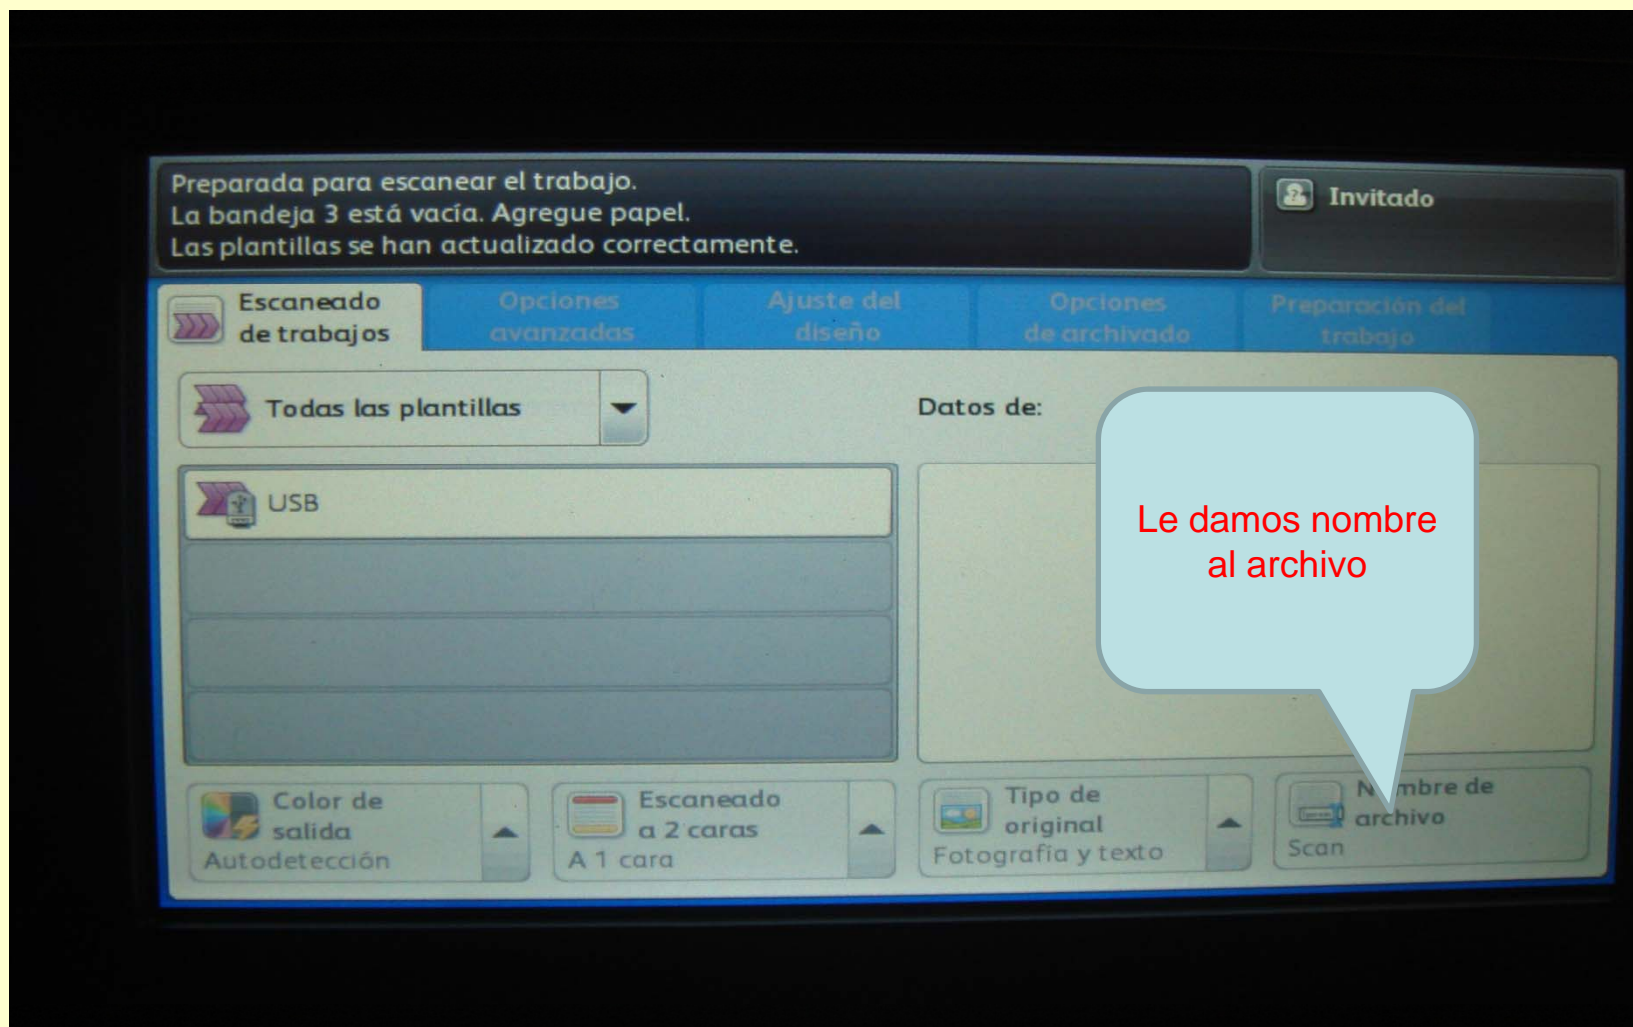 Preparada para escanear el trabajo.
La bandeja 3 está vacía. Agregue papel.
Las plantillas se han actualizado correctamente.
Invitado
Escaneado
de trabajos
Opciones
avanzadas
Ajuste del
diseño
Opciones
de archivado
Preparación del
trabajo
Todas las plantillas
Datos de:
USB
Le damos nombre
al archivo
Color de
salida
Autodetección
Escaneado
a 2 caras
A 1 cara
Tipo de
original
Fotografía y texto
Nombre de
archivo
Scan